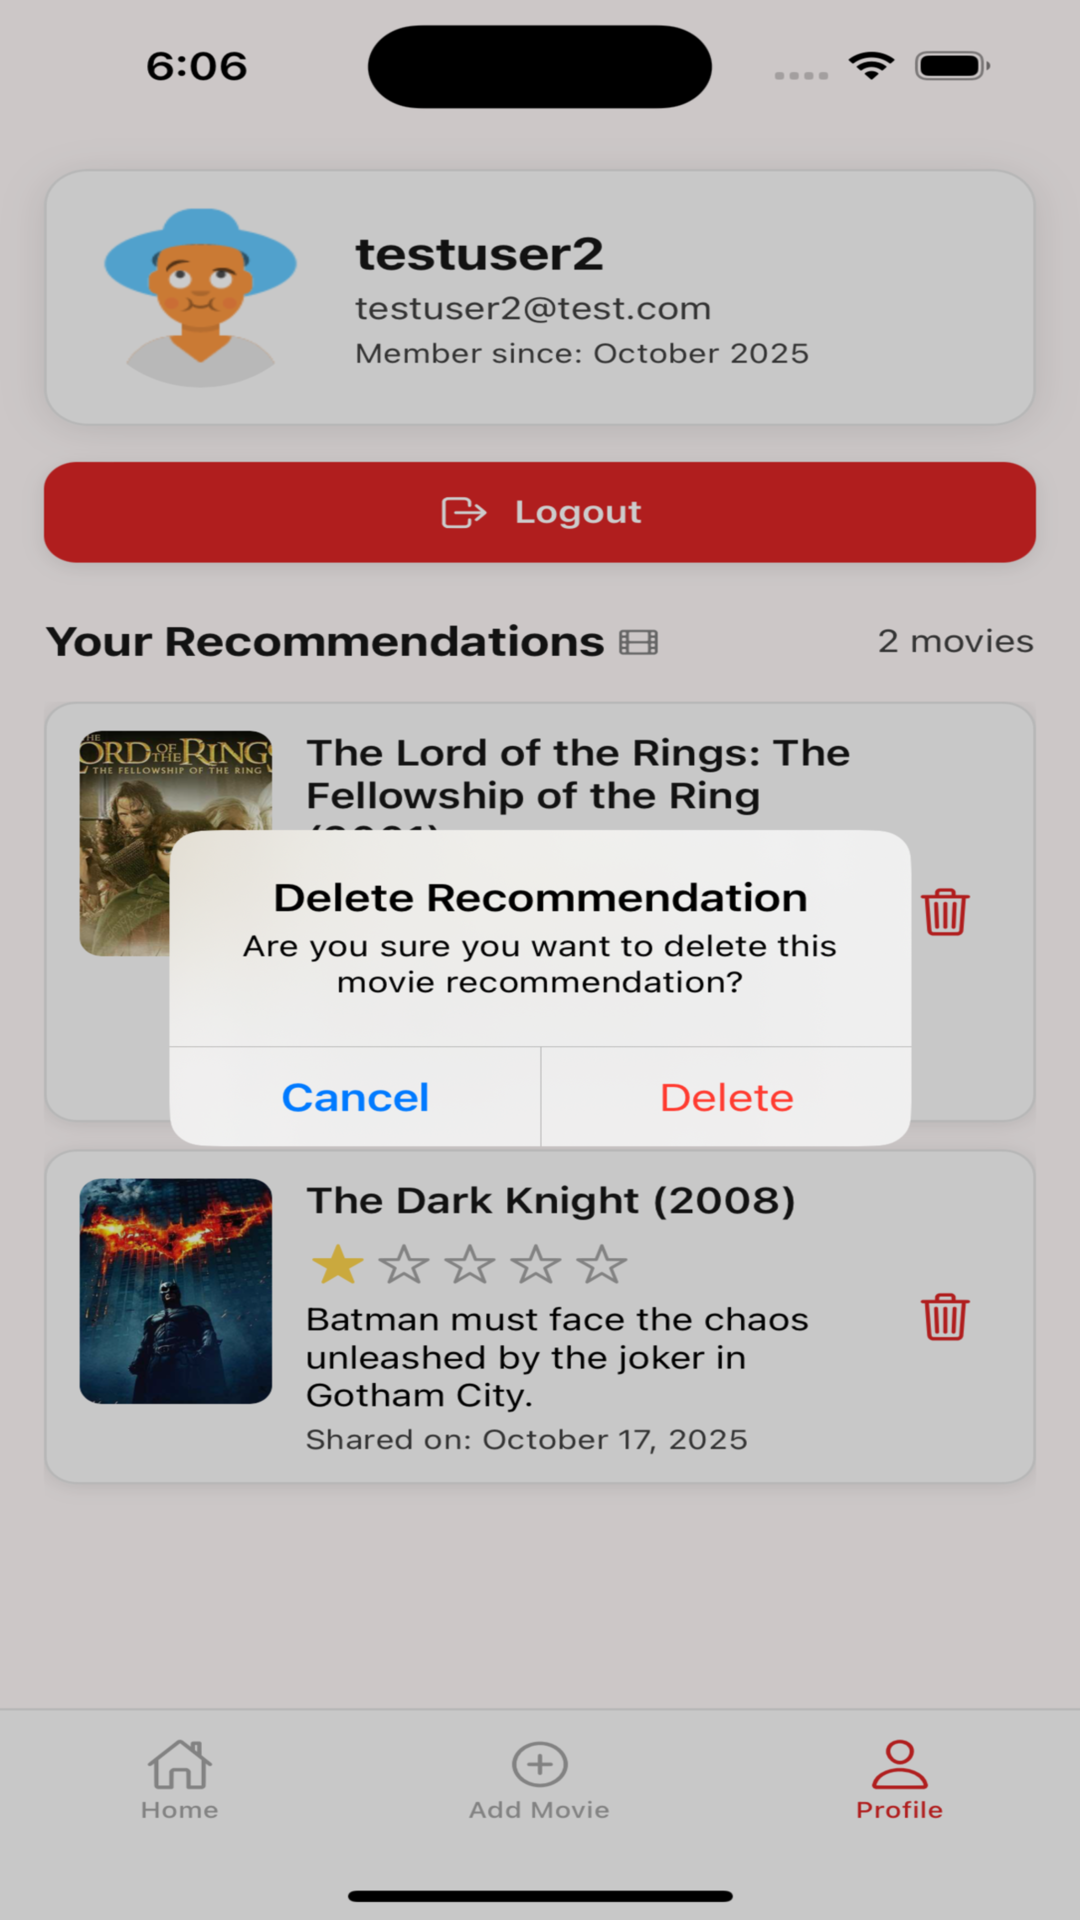 6:06
testuser2
testuser2@test.com
Member since: October 2025
Logout
Your Recommendations
2 movies
THE
ORD OF THE RINGS
THE FELLOWSHIP OF THE RING
The Lord of the Rings: The
Fellowship of the Ring
Delete Recommendation
Are you sure you want to delete this
movie recommendation?
Cancel
Delete
The Dark Knight (2008)
Batman must face the chaos
unleashed by the joker in
Gotham City.
Shared on: October 17, 2025
Home
Add Movie
Profile